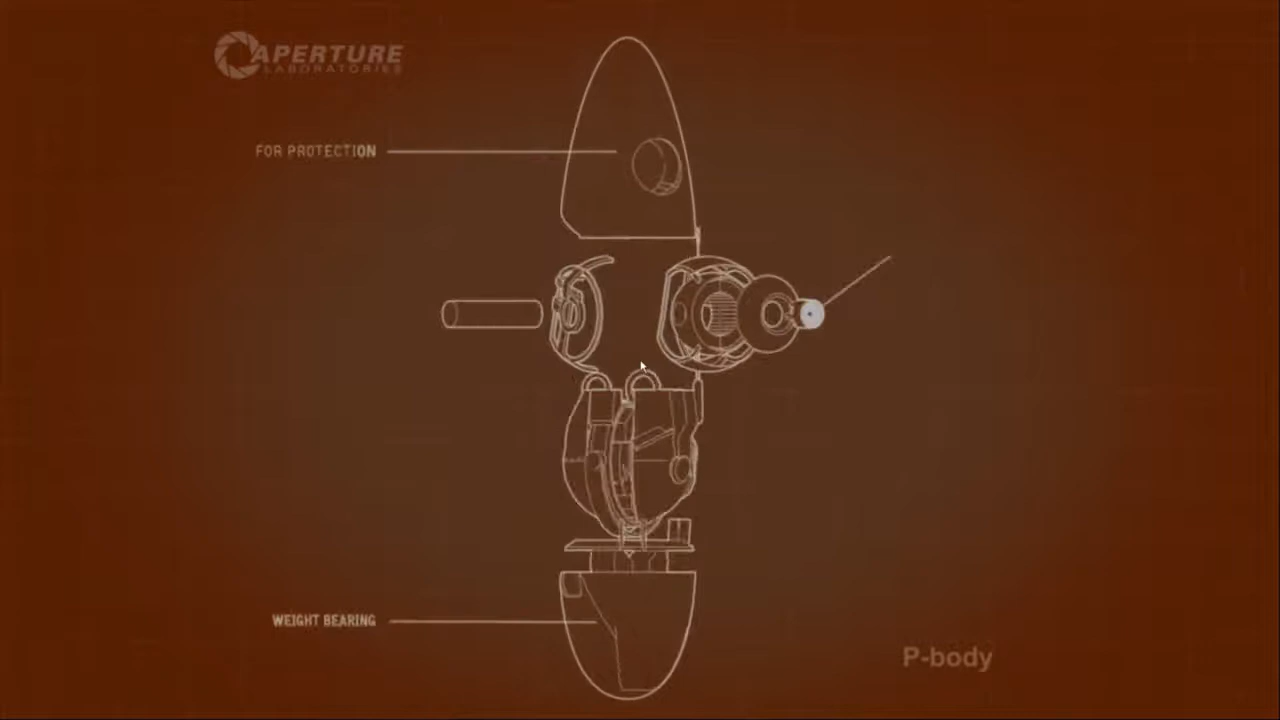 APERTURE
LABORATORIES
FOR PROTECTION
WEIGHT BEARING
P-body